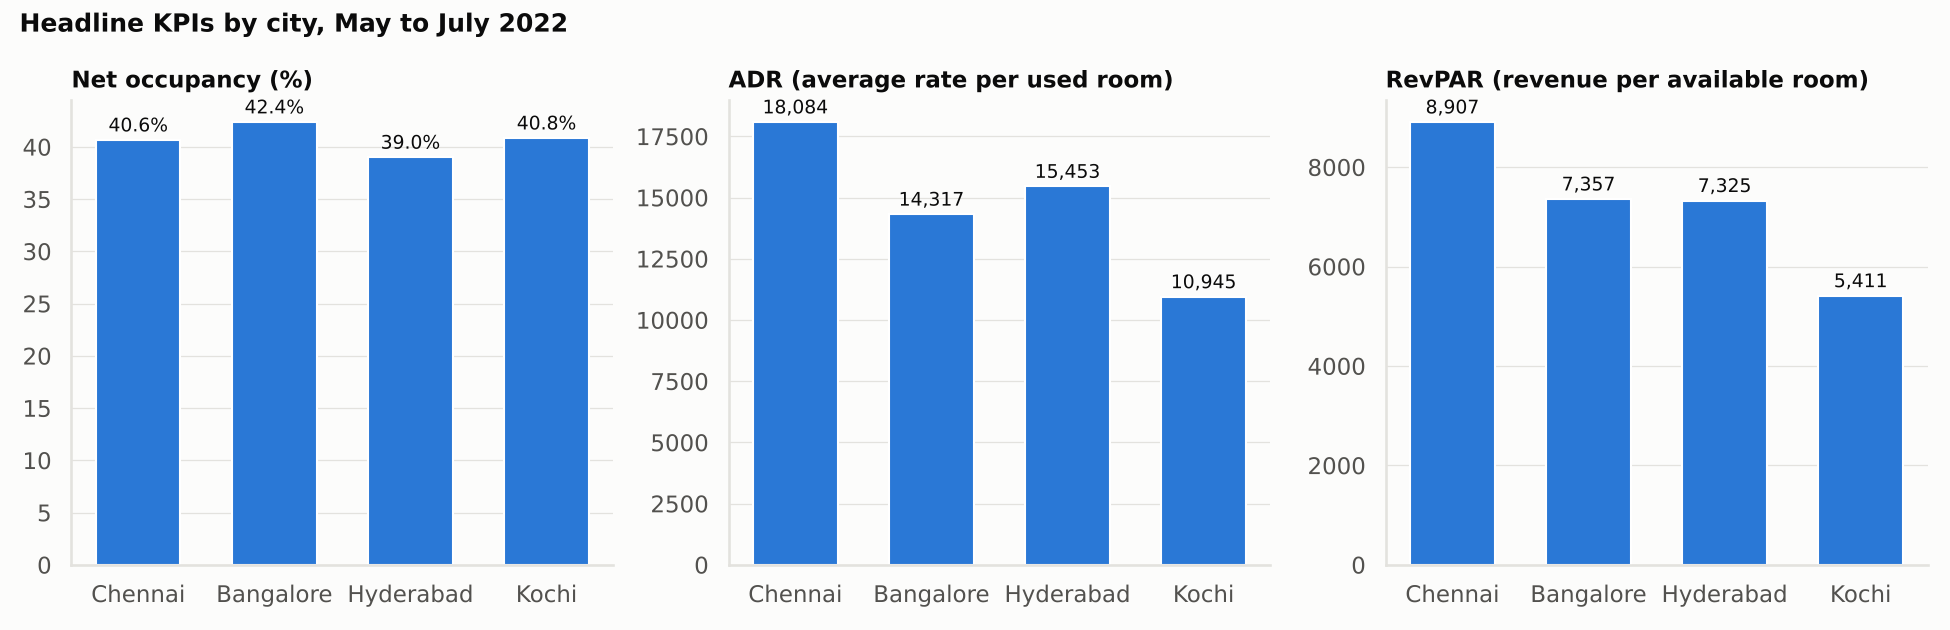 Headline KPIs by city, May to July 2022
Net occupancy (%)
40.6%
42.4%
39.0%
40.8%
40
35
30
25
20
15
10
5
0
Chennai
Bangalore
Hyderabad
Kochi
ADR (average rate per used room)
18,084
14,317
15,453
10,945
17500
15000
12500
10000
7500
5000
2500
0
Chennai
Bangalore
Hyderabad
Kochi
RevPAR (revenue per available room)
8,907
7,357
7,325
5,411
8000
6000
4000
2000
0
Chennai
Bangalore
Hyderabad
Kochi